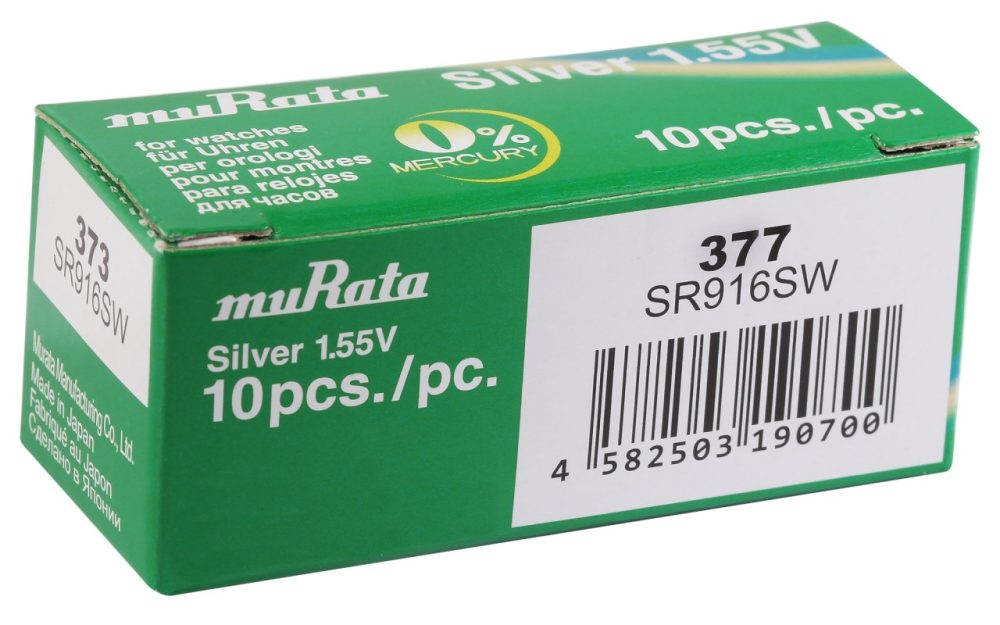 muRata
Silver 1.55V
for watches
für Uhren
per orologi
pour montres
para relojes
для часов
0%
MERCURY
10pcs./pc.
373
SR916SW
Murata Manufacturing Co., Ltd.
Made in Japan
Fabriqué au Japon
Сделано в Японии
muRata
Silver 1.55V
10pcs./pc.
377
SR916SW
4 582503 190700